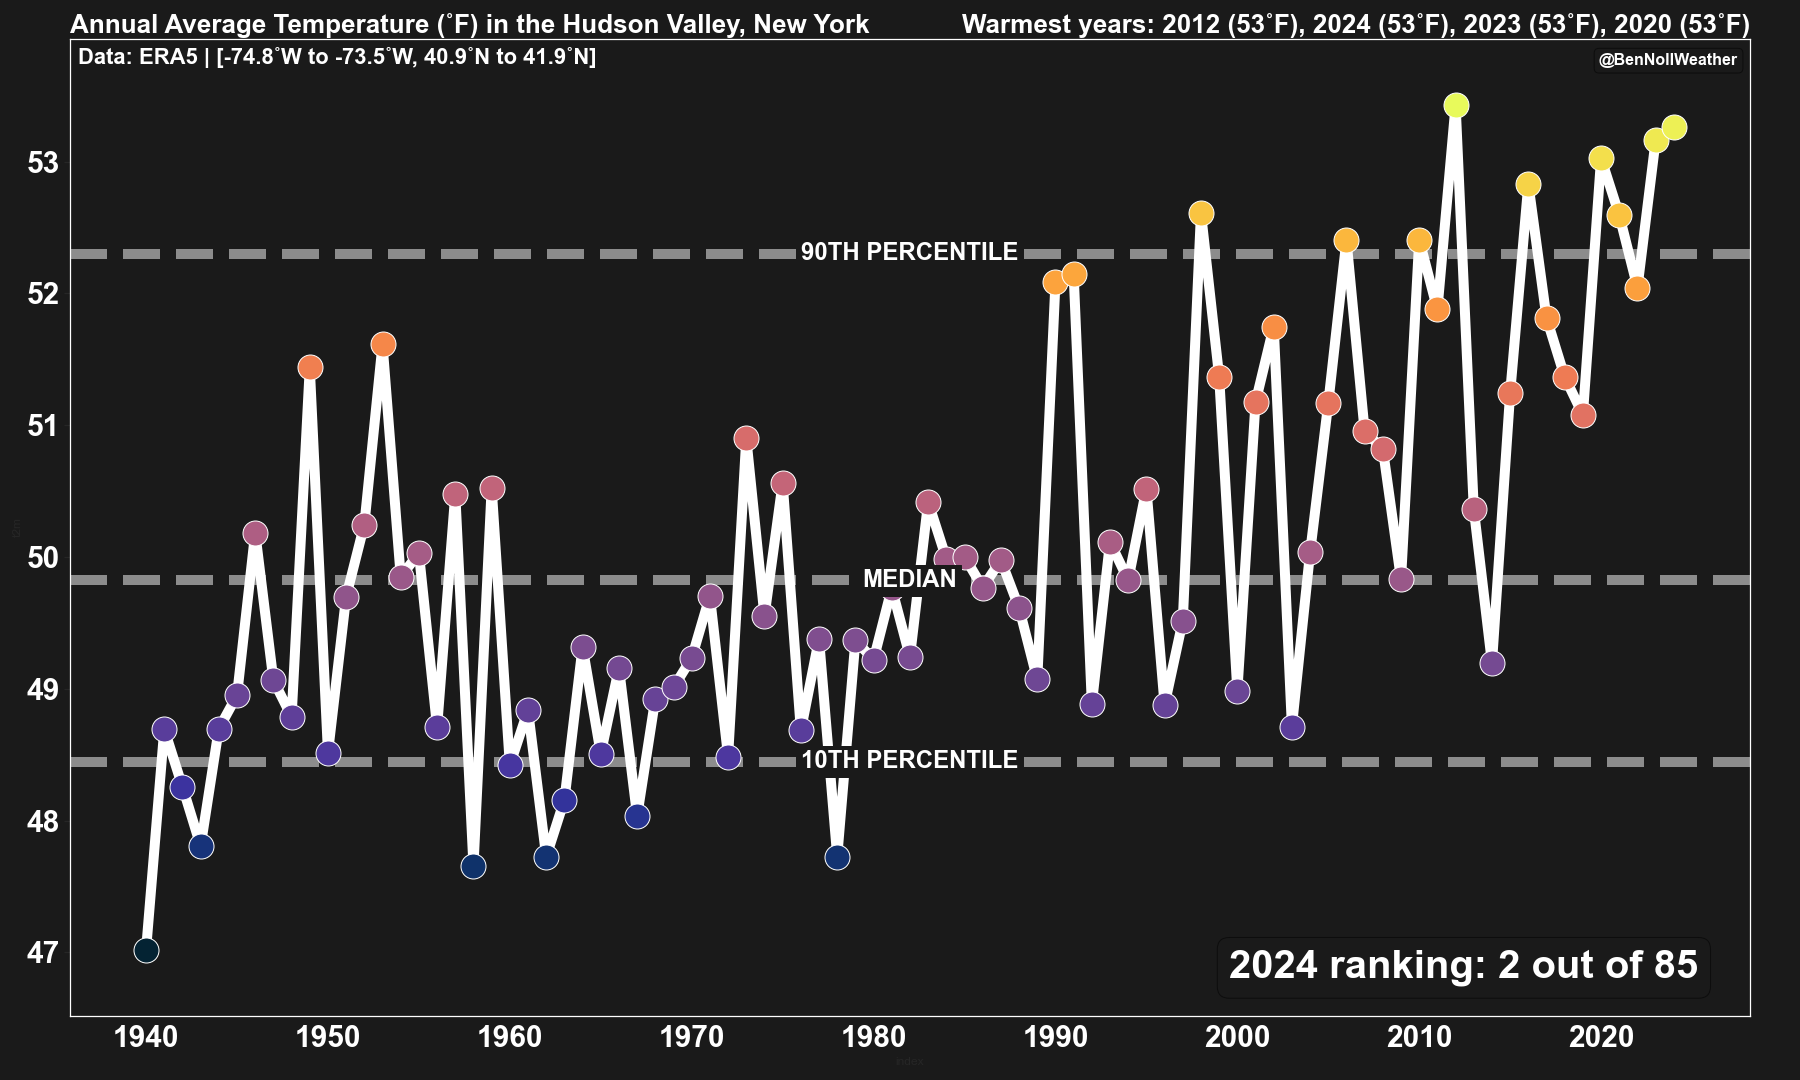 Annual Average Temperature (˚F) in the Hudson Valley, New York
Warmest years: 2012 (53˚F), 2024 (53˚F), 2023 (53˚F), 2020 (53˚F)
Data: ERA5 | [-74.8˚W to -73.5˚W, 40.9˚N to 41.9˚N]
@BenNollWeather
53
90TH PERCENTILE
52
51
50
MEDIAN
49
10TH PERCENTILE
48
47
2024 ranking: 2 out of 85
1940 1950 1960 1970 1980 1990 2000 2010 2020
index